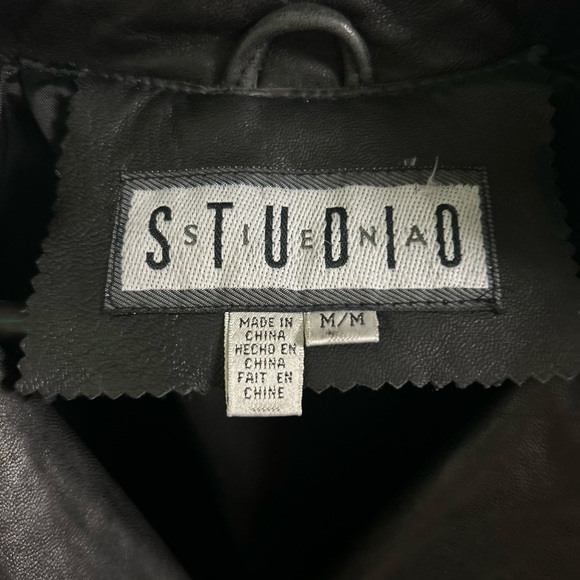 STUDIO
SIENA
M/M
MADE IN
CHINA
HECHO EN
CHINA
FAIT EN
CHINE